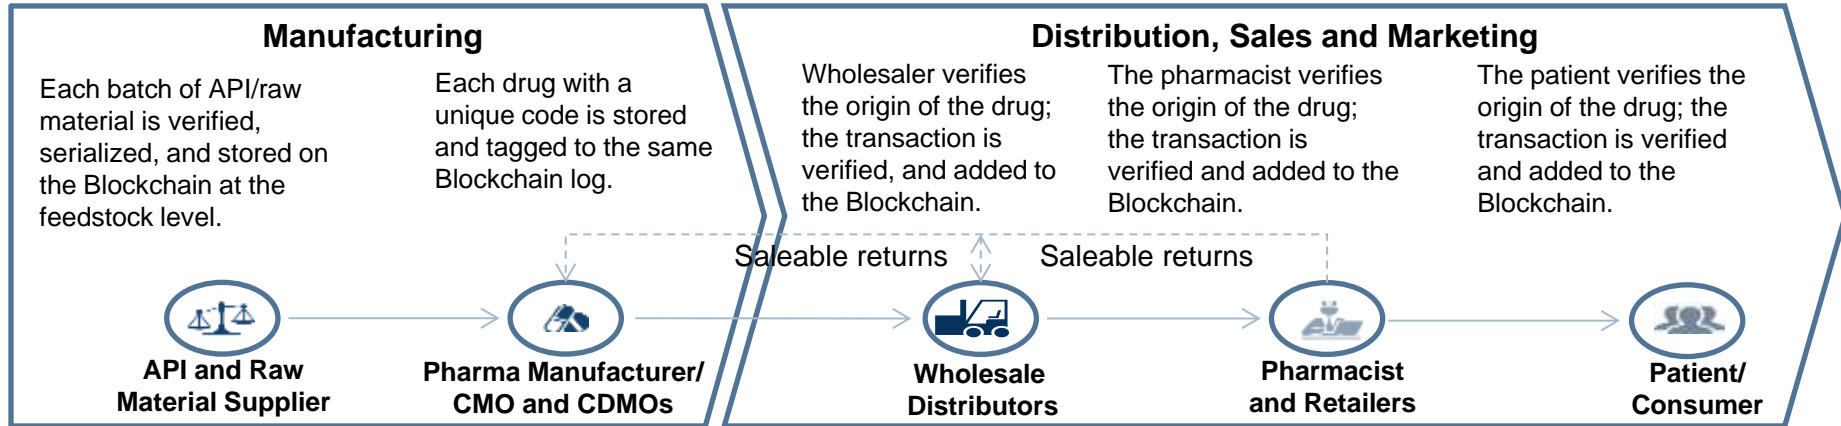 Manufacturing
Each batch of API/raw
material is verified,
serialized, and stored on
the Blockchain at the
feedstock level.
Each drug with a
unique code is stored
and tagged to the same
Blockchain log.
API and Raw
Material Supplier
Pharma Manufacturer/
CMO and CDMOs
Distribution, Sales and Marketing
Wholesaler verifies
the origin of the drug;
the transaction is
verified, and added to
the Blockchain.
The pharmacist verifies
the origin of the drug;
the transaction is
verified and added to the
Blockchain.
The patient verifies the
origin of the drug; the
transaction is verified
and added to the
Blockchain.
Saleable returns
Saleable returns
Wholesale
Distributors
Pharmacist
and Retailers
Patient/
Consumer